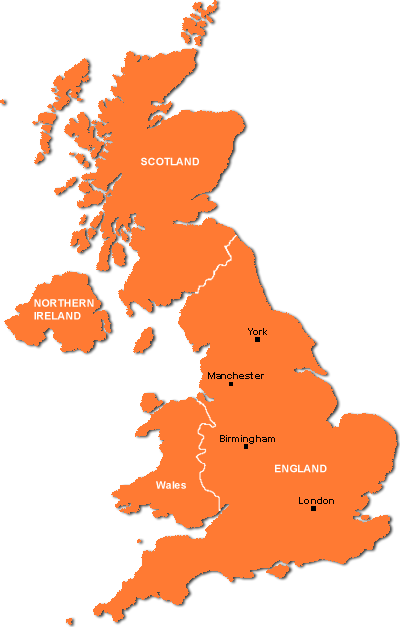 SCOTLAND
NORTHERN
IRELAND
York
Manchester
Birmingham
ENGLAND
Wales
London